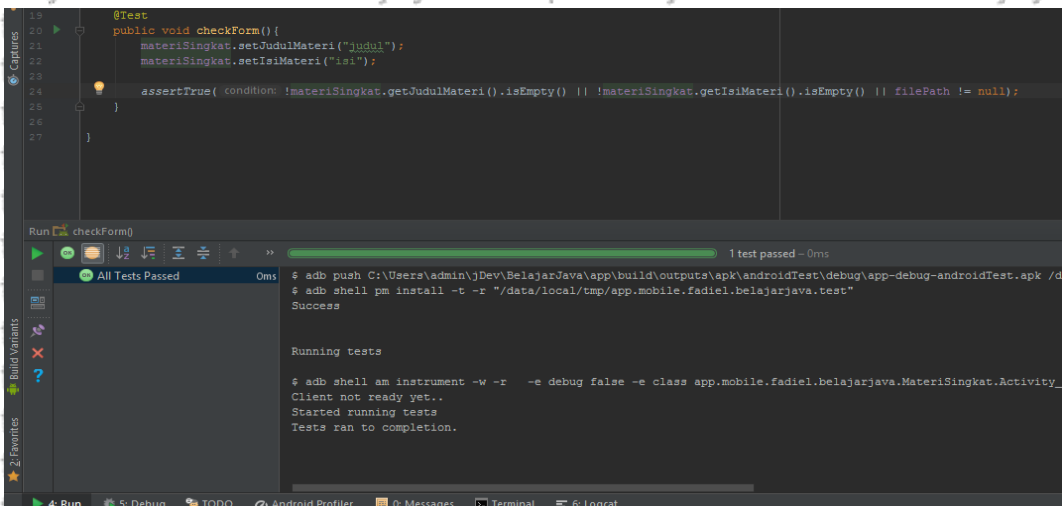 Captures
19 @Test
20 public void checkForm(){
21 materiSingkat.setJudulMateri("judul");
22 materiSingkat.setIsiMateri("isi");
23
24 assertTrue( condition: !materiSingkat.getJudulMateri().isEmpty() || !materiSingkat.getIsiMateri().isEmpty() || filePath != null);
25 }
26
27 }
Run checkForm()
1 test passed – 0ms
OK All Tests Passed 0ms
$ adb push C:\Users\admin\jDev\BelajarJava\app\build\outputs\apk\androidTest\debug\app-debug-androidTest.apk /d
$ adb shell pm install -t -r "/data/local/tmp/app.mobile.fadiel.belajarjava.test"
Success
Running tests
$ adb shell am instrument -w -r -e debug false -e class app.mobile.fadiel.belajarjava.MateriSingkat.Activity_
Client not ready yet..
Started running tests
Tests ran to completion.
Build Variants
2: Favorites
4: Run 5: Debug TODO Android Profiler 0: Messages Terminal 6: Logcat